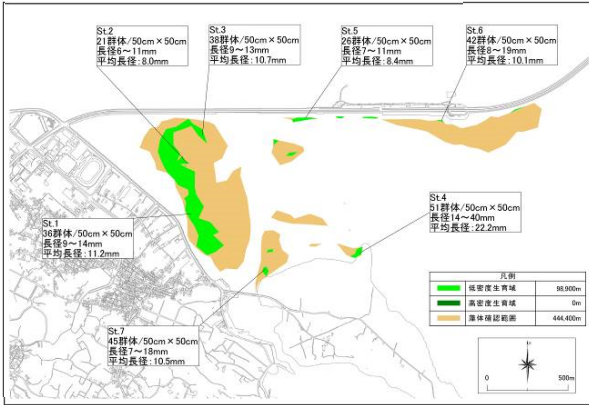 St.2
21群体/50cm×50cm
長径6～11mm
平均長径:8.0mm
St.3
38群体/50cm×50cm
長径9～13mm
平均長径:10.7mm
St.5
26群体/50cm×50cm
長径7～11mm
平均長径:8.4mm
St.6
42群体/50cm×50cm
長径8～19mm
平均長径:10.1mm
St.1
36群体/50cm×50cm
長径9～14mm
平均長径:11.2mm
St.4
51群体/50cm×50cm
長径14～40mm
平均長径:22.2mm
St.7
45群体/50cm×50cm
長径7～18mm
平均長径:10.5mm
凡例
低密度生育域 98,900㎡
高密度生育域 0㎡
藻体確認範囲 444,400㎡
0 500m